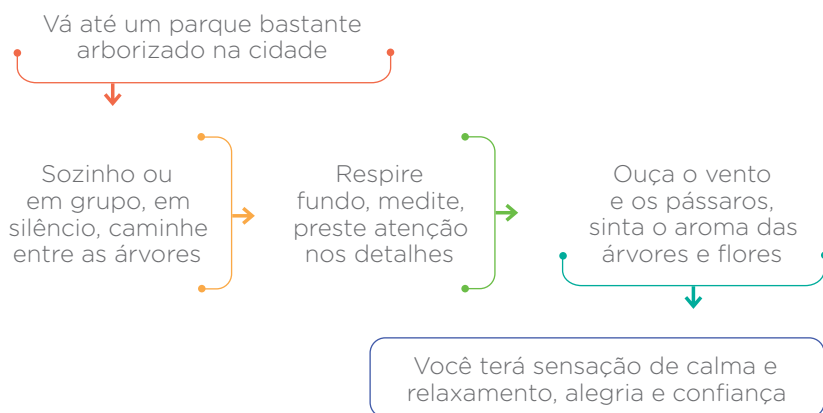 Vá até um parque bastante
arborizado na cidade
Sozinho ou
em grupo, em
silêncio, caminhe
entre as árvores
Respire
fundo, medite,
preste atenção
nos detalhes
Ouça o vento
e os pássaros,
sinta o aroma das
árvores e flores
Você terá sensação de calma e
relaxamento, alegria e confiança